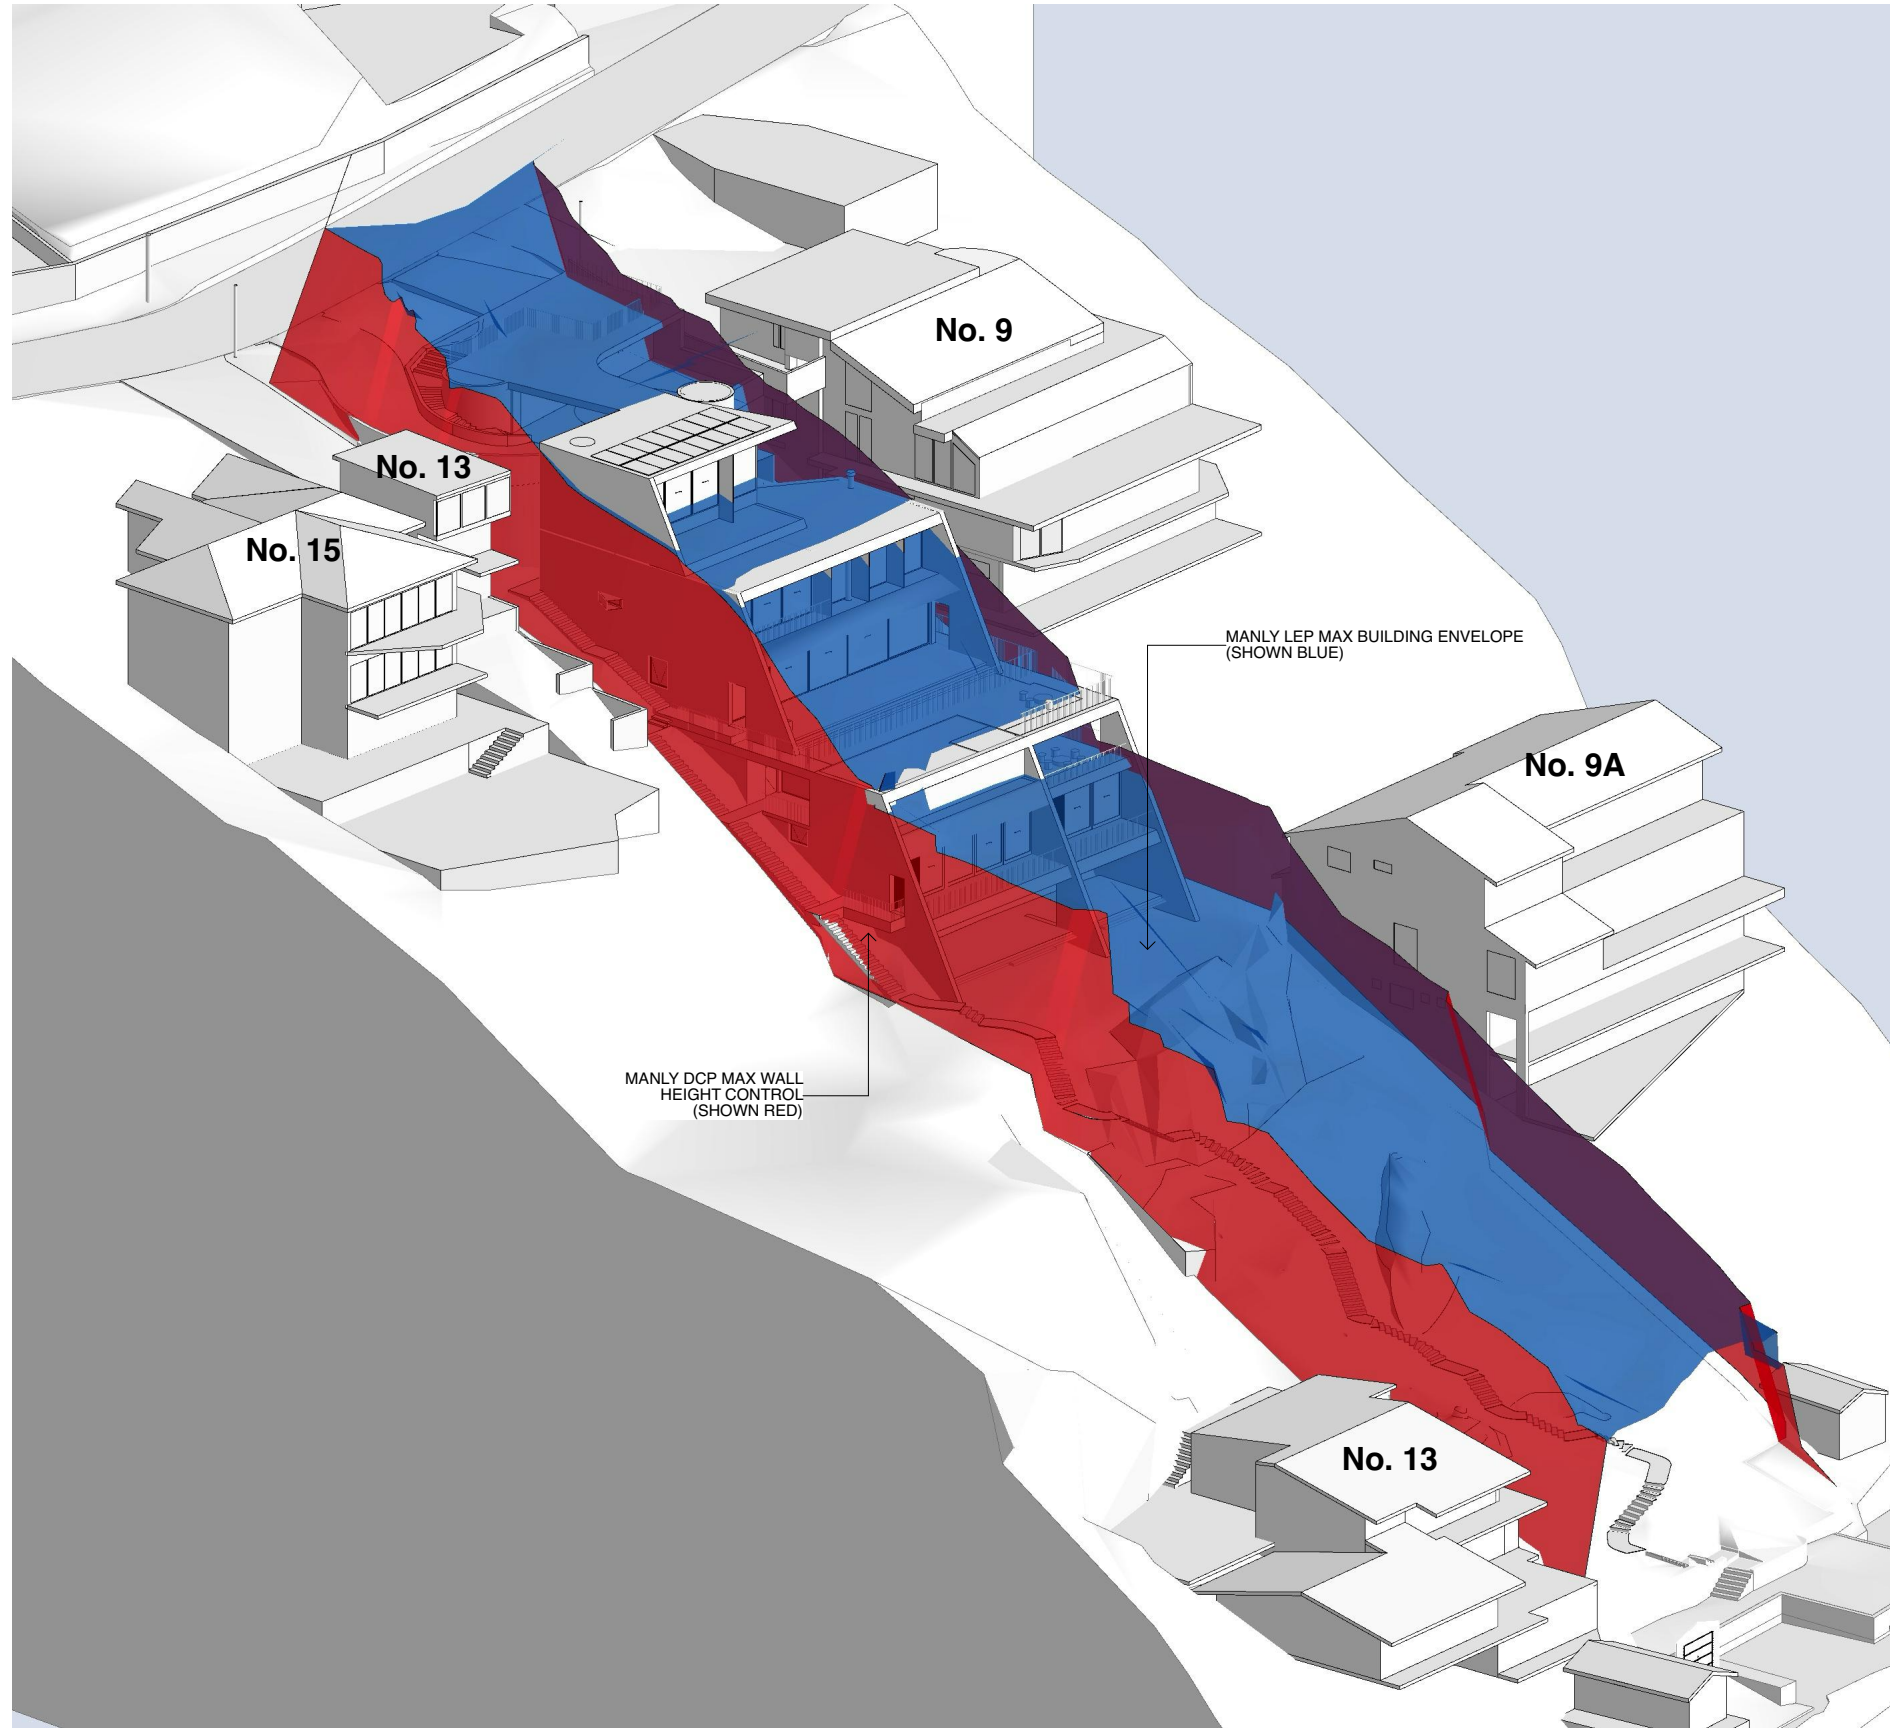 No. 9
No. 13
No. 15
MANLY LEP MAX BUILDING ENVELOPE
(SHOWN BLUE)
No. 9A
MANLY DCP MAX WALL
HEIGHT CONTROL
(SHOWN RED)
No. 13